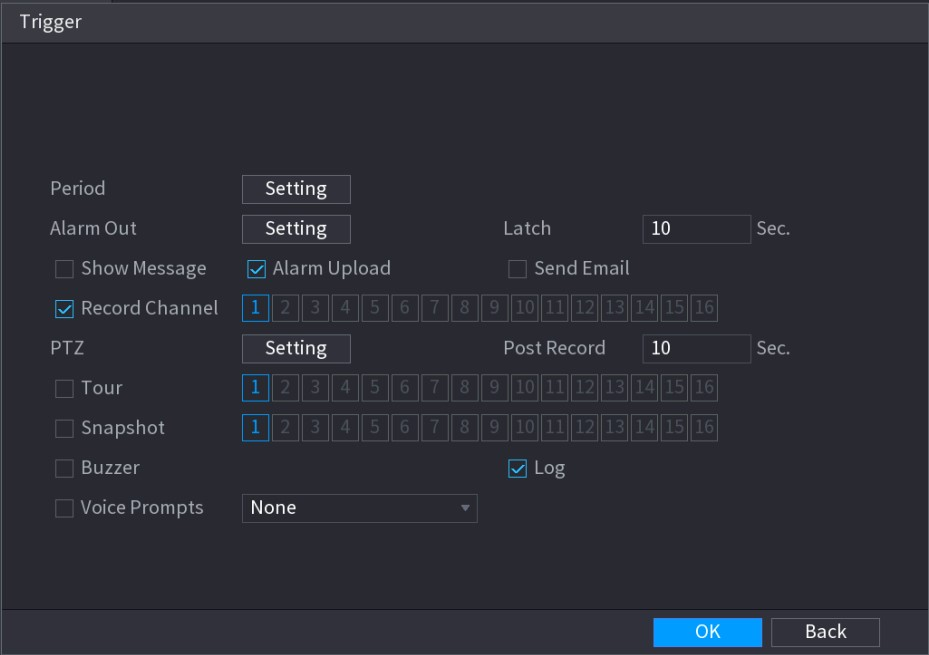 Trigger
Period Setting
Alarm Out Setting Latch 10 Sec.
Show Message Alarm Upload Send Email
Record Channel 1 2 3 4 5 6 7 8 9 10 11 12 13 14 15 16
PTZ Setting Post Record 10 Sec.
Tour 1 2 3 4 5 6 7 8 9 10 11 12 13 14 15 16
Snapshot 1 2 3 4 5 6 7 8 9 10 11 12 13 14 15 16
Buzzer Log
Voice Prompts None
OK Back